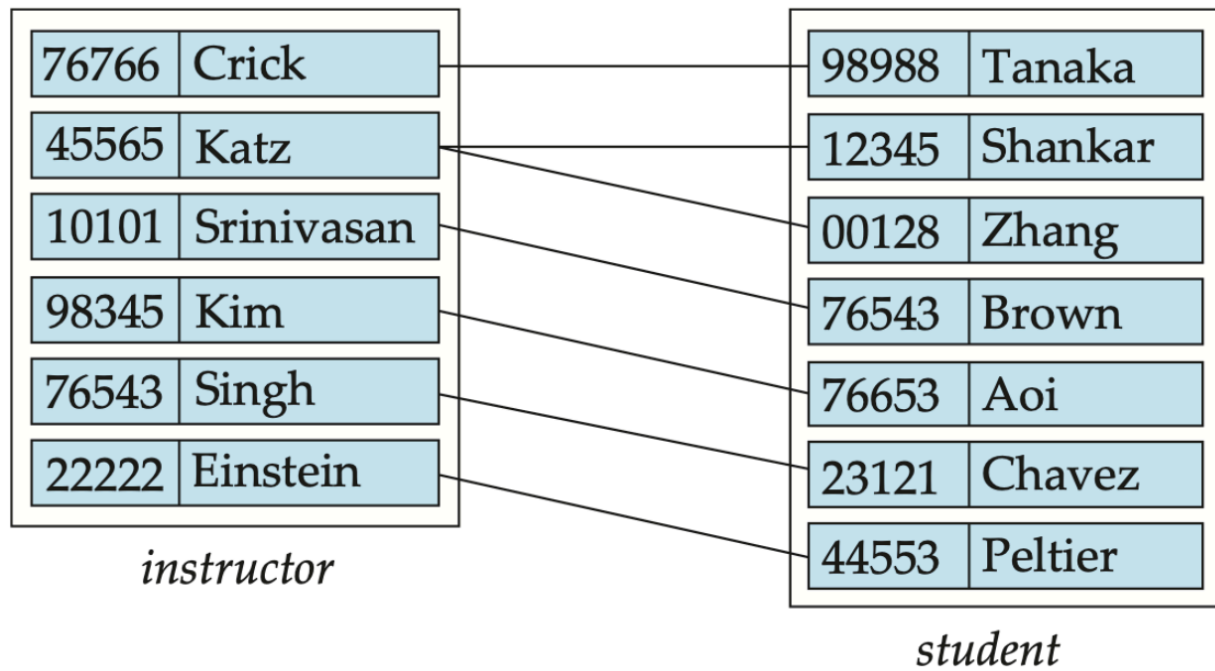 76766 Crick
45565 Katz
10101 Srinivasan
98345 Kim
76543 Singh
22222 Einstein
instructor
98988 Tanaka
12345 Shankar
00128 Zhang
76543 Brown
76653 Aoi
23121 Chavez
44553 Peltier
student